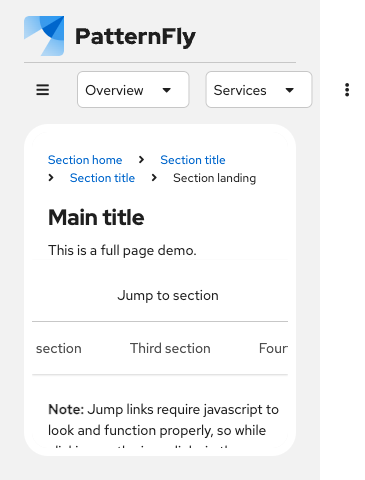 PatternFly
Overview Services
Section home Section title
Section title Section landing
Main title
This is a full page demo.
Jump to section
section Third section Four
Note: Jump links require javascript to
look and function properly, so while